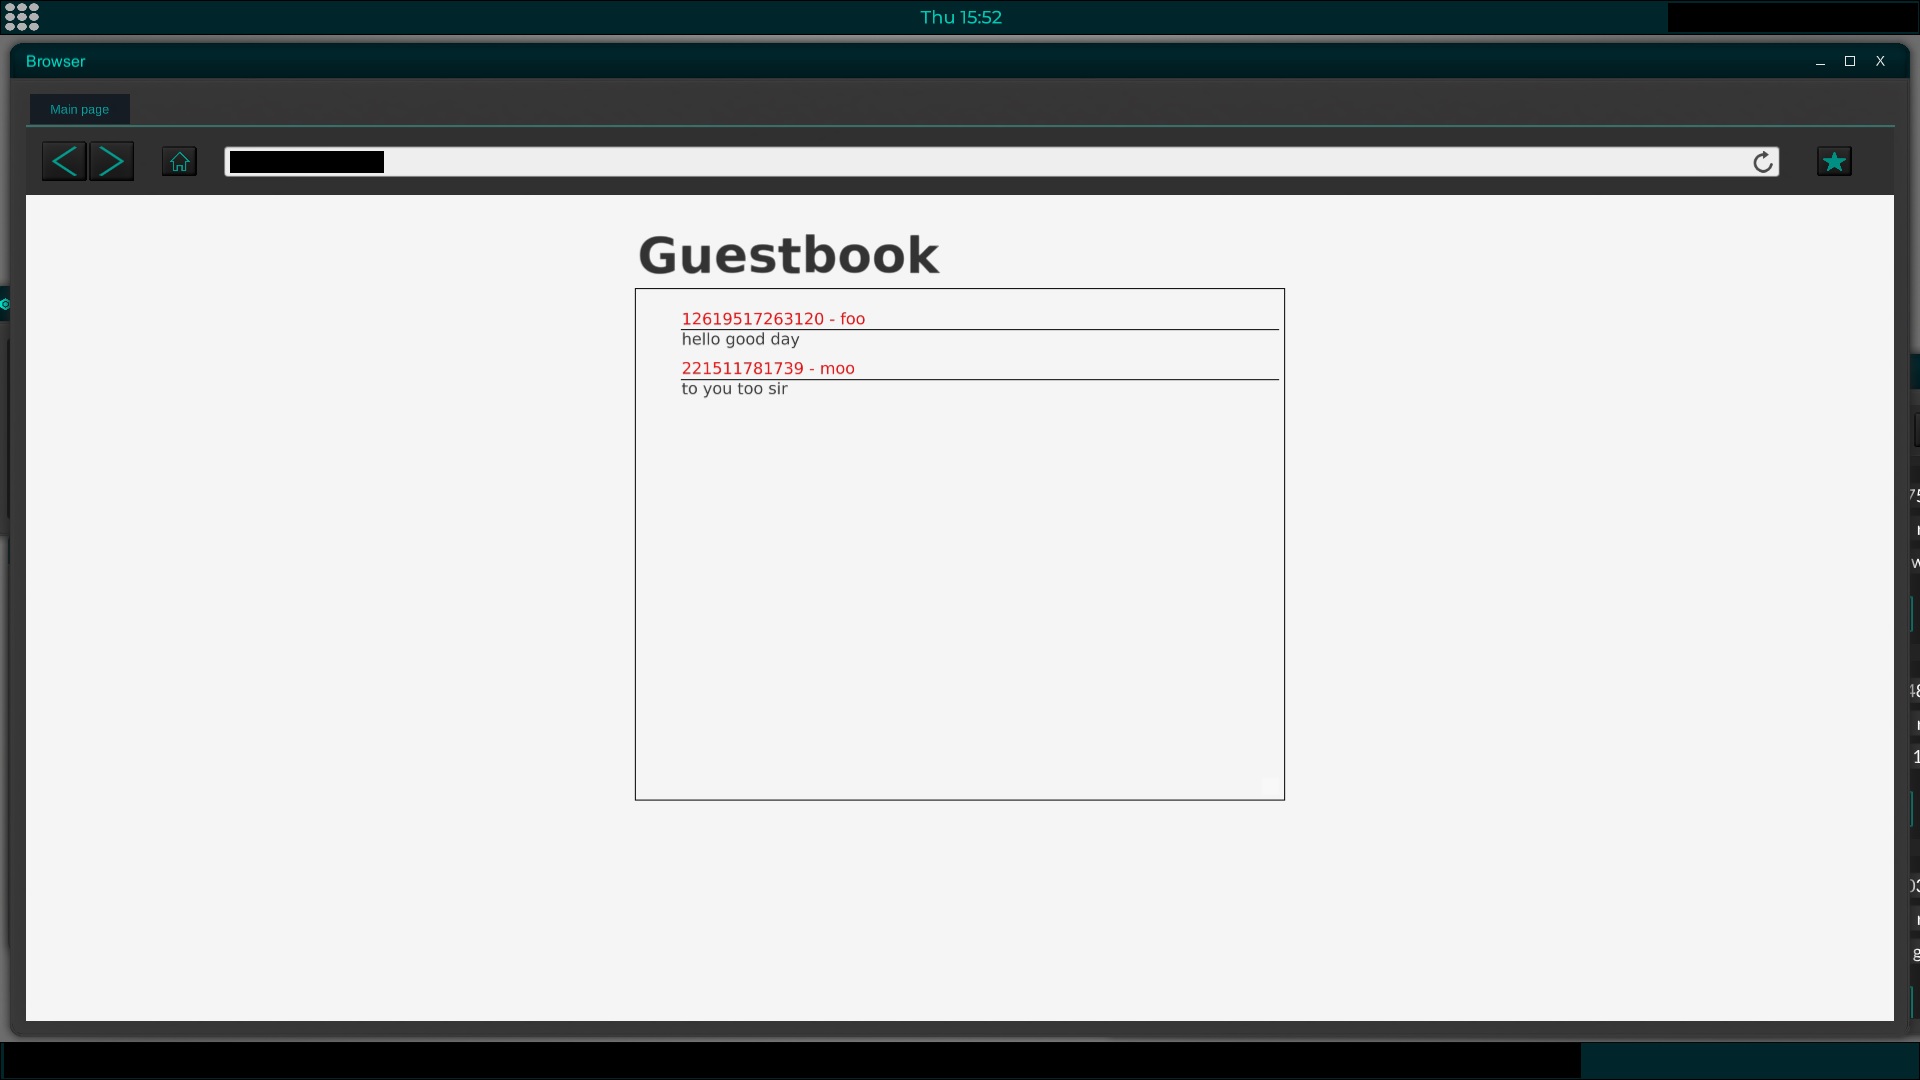 Thu 15:52
Browser
X
Main page
Guestbook
12619517263120 - foo
hello good day
221511781739 - moo
to you too sir